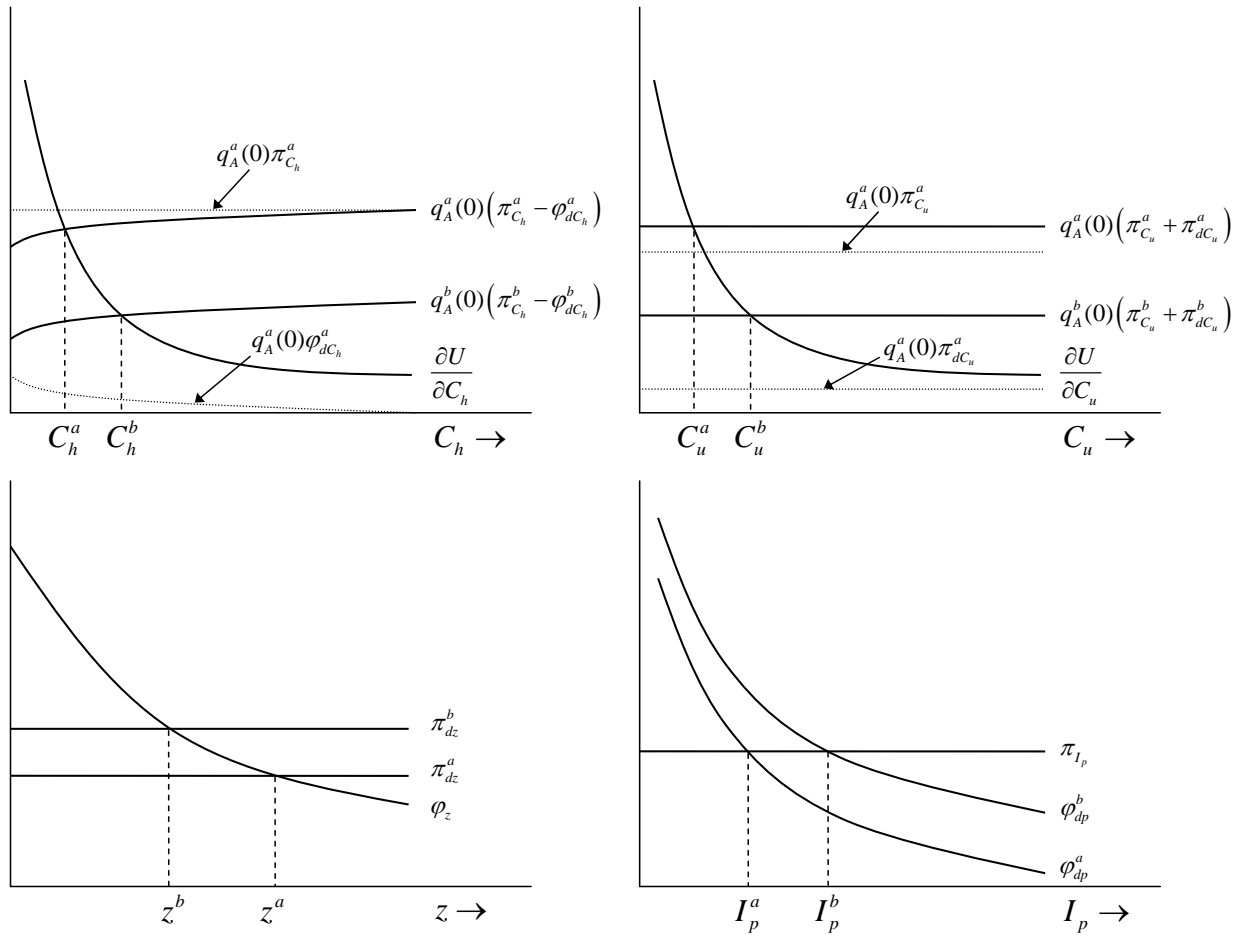 q_A^a(0)π_{C_h}^a
q_A^a(0)(π_{C_h}^a − φ_{dC_h}^a)
q_A^b(0)(π_{C_h}^b − φ_{dC_h}^b)
q_A^a(0)φ_{dC_h}^a
∂U/∂C_h
C_h^a C_h^b C_h →
q_A^a(0)π_{C_u}^a
q_A^a(0)(π_{C_u}^a + π_{dC_u}^a)
q_A^b(0)(π_{C_u}^b + π_{dC_u}^b)
q_A^a(0)π_{dC_u}^a
∂U/∂C_u
C_u^a C_u^b C_u →
π_{dz}^b
π_{dz}^a
φ_z
z^b z^a z →
π_{I_p}
φ_{dp}^b
φ_{dp}^a
I_p^a I_p^b I_p →